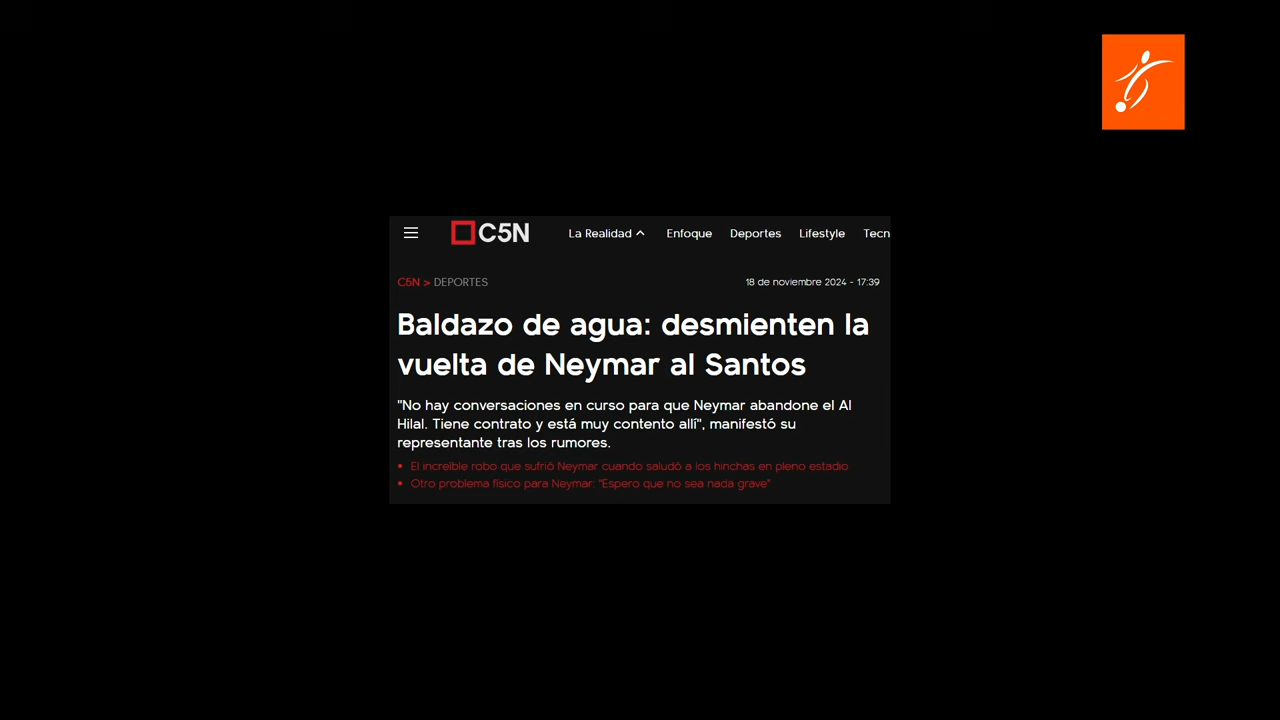 C5N
La Realidad Enfoque Deportes Lifestyle Tecn
C5N > DEPORTES
18 de noviembre 2024 - 17:39
Baldazo de agua: desmienten la
vuelta de Neymar al Santos
"No hay conversaciones en curso para que Neymar abandone el Al
Hilal. Tiene contrato y está muy contento allí", manifestó su
representante tras los rumores.
• El increíble robo que sufrió Neymar cuando saludó a los hinchas en pleno estadio
• Otro problema físico para Neymar: "Espero que no sea nada grave"